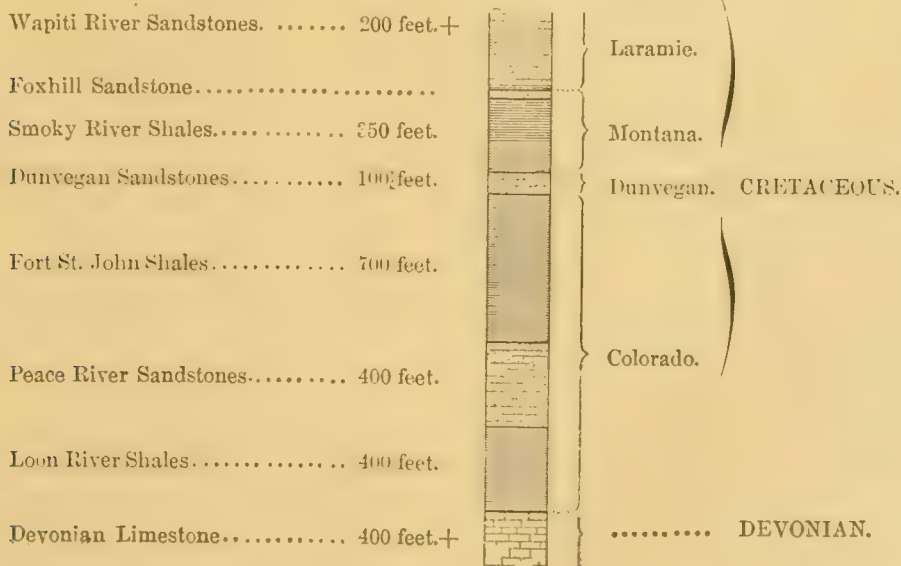 Wapiti River Sandstones. ....... 200 feet.+
Laramie.
Foxhill Sandstone......................
Smoky River Shales............. 350 feet.
Montana.
Dunvegan Sandstones........... 100 feet.
Dunvegan. CRETACEOUS.
Fort St. John Shales............. 700 feet.
Colorado.
Peace River Sandstones.......... 400 feet.
Loon River Shales.............. 400 feet.
Devonian Limestone............ 400 feet.+
.......... DEVONIAN.